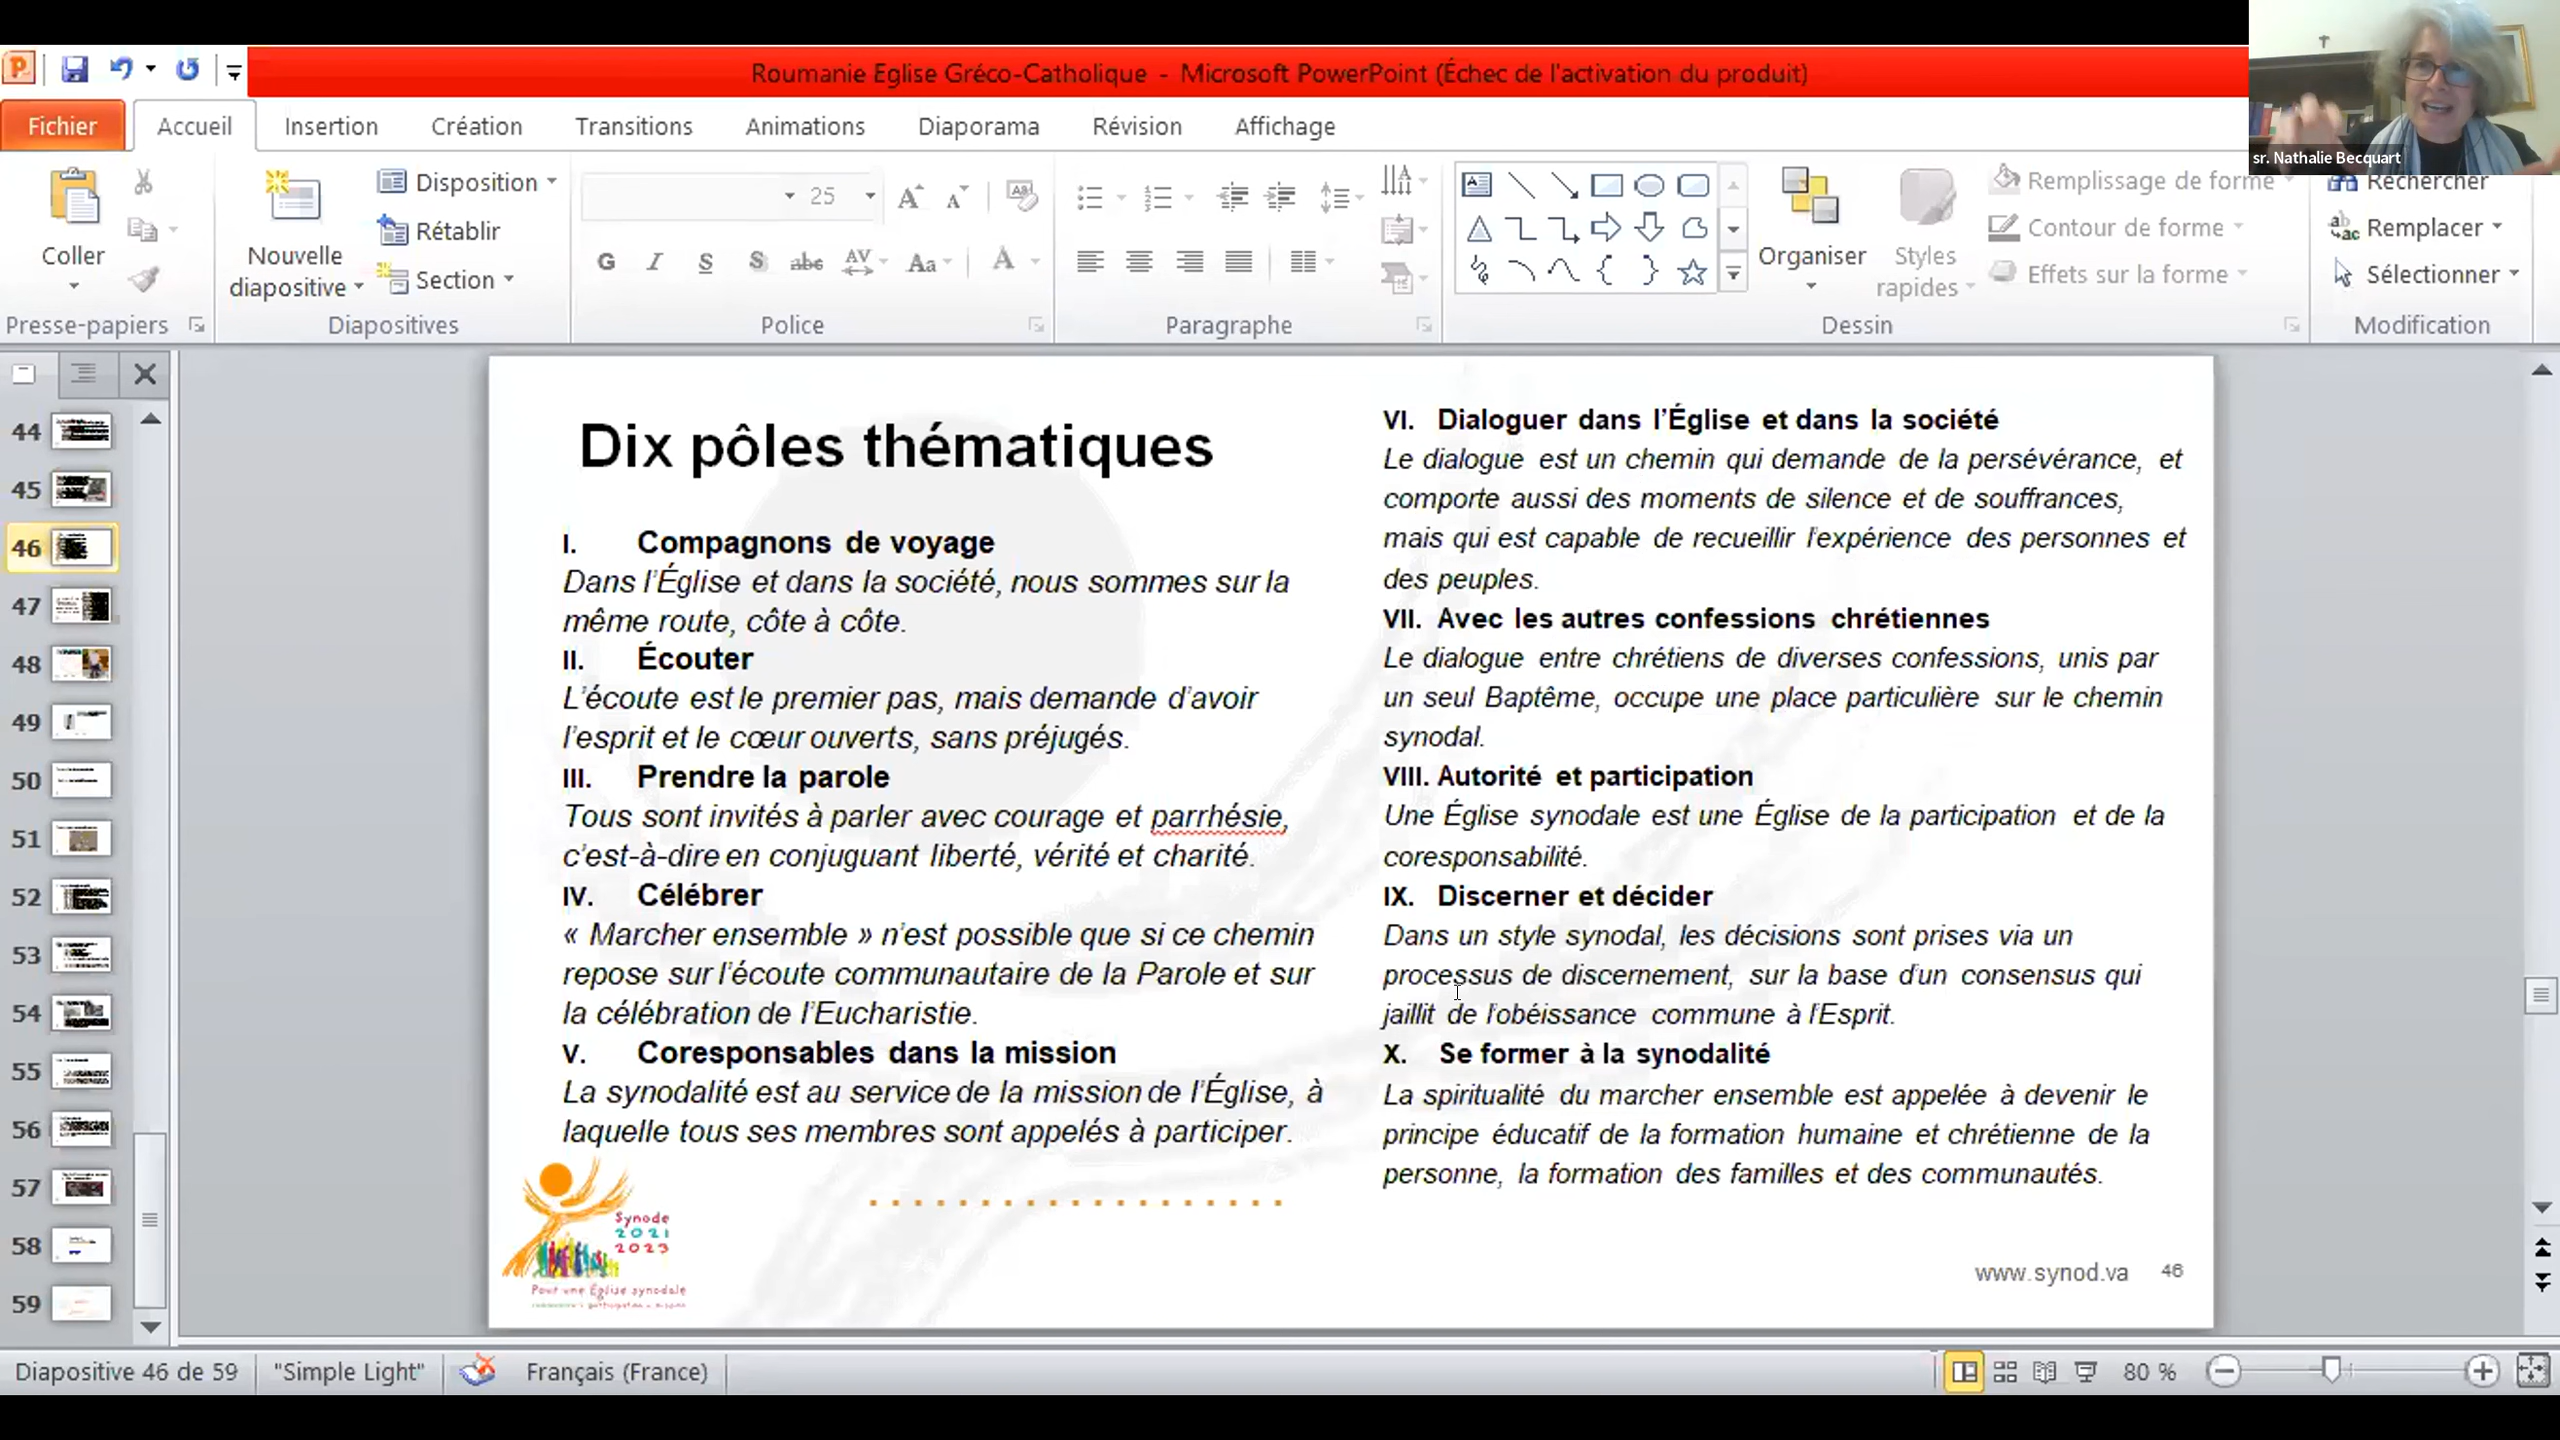 Roumanie Eglise Gréco-Catholique - Microsoft PowerPoint (Échec de l'activation du produit)
sr. Nathalie Becquart
Fichier
Accueil
Insertion
Création
Transitions
Animations
Diaporama
Révision
Affichage
Coller
Nouvelle
diapositive
Disposition
Rétablir
Section
25
G I S S abc AV Aa A
Organiser
Styles
rapides
Remplissage de forme
Contour de forme
Effets sur la forme
Rechercher
Remplacer
Sélectionner
Presse-papiers
Diapositives
Police
Paragraphe
Dessin
Modification
44
45
46
47
48
49
50
51
52
53
54
55
56
57
58
59
Dix pôles thématiques
I. Compagnons de voyage
Dans l’Église et dans la société, nous sommes sur la
même route, côte à côte.
II. Écouter
L’écoute est le premier pas, mais demande d’avoir
l’esprit et le cœur ouverts, sans préjugés.
III. Prendre la parole
Tous sont invités à parler avec courage et parrhésie,
c’est-à-dire en conjuguant liberté, vérité et charité.
IV. Célébrer
« Marcher ensemble » n’est possible que si ce chemin
repose sur l’écoute communautaire de la Parole et sur
la célébration de l’Eucharistie.
V. Coresponsables dans la mission
La synodalité est au service de la mission de l’Église, à
laquelle tous ses membres sont appelés à participer.
VI. Dialoguer dans l’Église et dans la société
Le dialogue est un chemin qui demande de la persévérance, et
comporte aussi des moments de silence et de souffrances,
mais qui est capable de recueillir l’expérience des personnes et
des peuples.
VII. Avec les autres confessions chrétiennes
Le dialogue entre chrétiens de diverses confessions, unis par
un seul Baptême, occupe une place particulière sur le chemin
synodal.
VIII. Autorité et participation
Une Église synodale est une Église de la participation et de la
coresponsabilité.
IX. Discerner et décider
Dans un style synodal, les décisions sont prises via un
processus de discernement, sur la base d’un consensus qui
jaillit de l’obéissance commune à l’Esprit.
X. Se former à la synodalité
La spiritualité du marcher ensemble est appelée à devenir le
principe éducatif de la formation humaine et chrétienne de la
personne, la formation des familles et des communautés.
Synode
2021
2023
Pour une Église synodale
www.synod.va 46
Diapositive 46 de 59
"Simple Light"
Français (France)
80 %